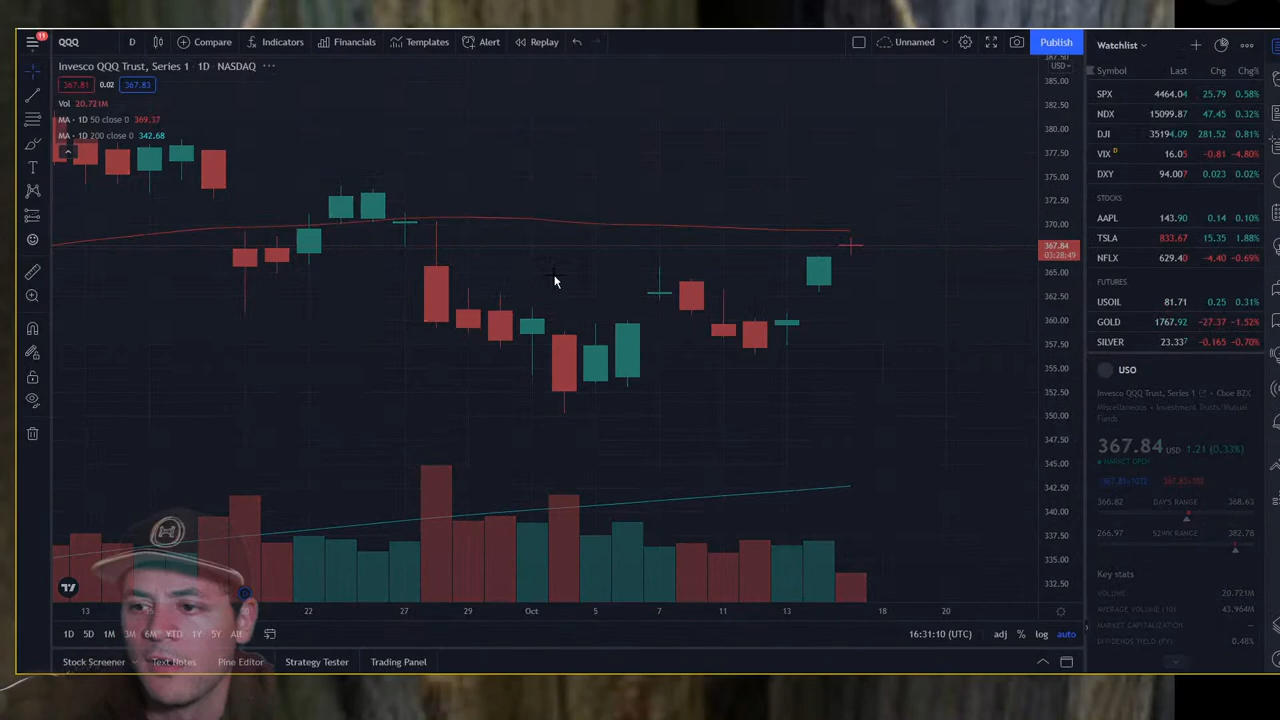 11
QQQ D Compare Indicators Financials Templates Alert Replay Unnamed Publish
Invesco QQQ Trust, Series 1 · 1D · NASDAQ ···
367.81 0.02 367.83
Vol 20.721M
MA · 1D 50 close 0 369.37
MA · 1D 200 close 0 342.68
USD
387.50
385.00
382.50
380.00
377.50
375.00
372.50
370.00
367.84
03:28:49
365.00
362.50
360.00
357.50
355.00
352.50
350.00
347.50
345.00
342.50
340.00
337.50
335.00
332.50
13 20 22 27 29 Oct 5 7 11 13 18 20
1D 5D 1M 3M 6M YTD 1Y 5Y All 16:31:10 (UTC) adj % log auto
Stock Screener Text Notes Pine Editor Strategy Tester Trading Panel
Watchlist
Symbol Last Chg Chg%
SPX 4464.04 25.79 0.58%
NDX 15099.87 47.45 0.32%
DJI 35194.09 281.52 0.81%
VIX D 16.05 -0.81 -4.80%
DXY 94.007 0.023 0.02%
STOCKS
AAPL 143.90 0.14 0.10%
TSLA 833.67 15.35 1.88%
NFLX 629.40 -4.40 -0.69%
FUTURES
USOIL 81.71 0.25 0.31%
GOLD 1767.92 -27.37 -1.52%
SILVER 23.337 -0.165 -0.70%
Invesco QQQ Trust, Series 1 · Cboe BZX
Miscellaneous · Investment Trusts/Mutual
Funds
367.84 USD 1.21 (0.33%)
MARKET OPEN
366.82 DAY'S RANGE 368.63
266.97 52WK RANGE 382.78
Key stats
VOLUME 20.721M
AVERAGE VOLUME (10) 43.964M
MARKET CAPITALIZATION —
DIVIDENDS YIELD (FY) 0.48%